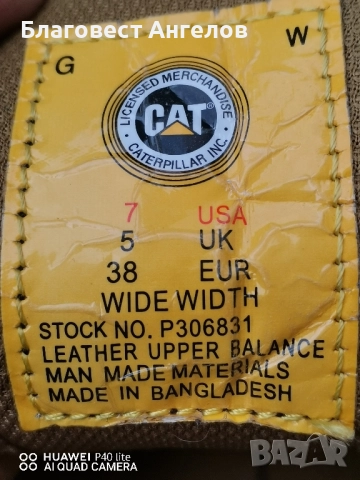 Благовест Ангелов
G W
LICENSED MERCHANDISE
CAT®
CATERPILLAR INC.
7 USA
5 UK
38 EUR
WIDE WIDTH
STOCK NO. P306831
LEATHER UPPER BALANCE
MAN MADE MATERIALS
MADE IN BANGLADESH
HUAWEI P40 lite
AI QUAD CAMERA
BAZAR